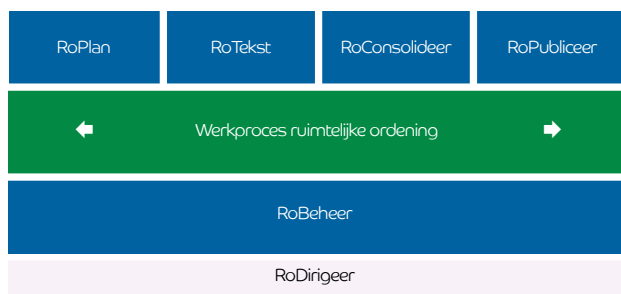 RoPlan
RoTekst
RoConsolideer
RoPubliceer
Werkproces ruimtelijke ordening
RoBeheer
RoDirigeer